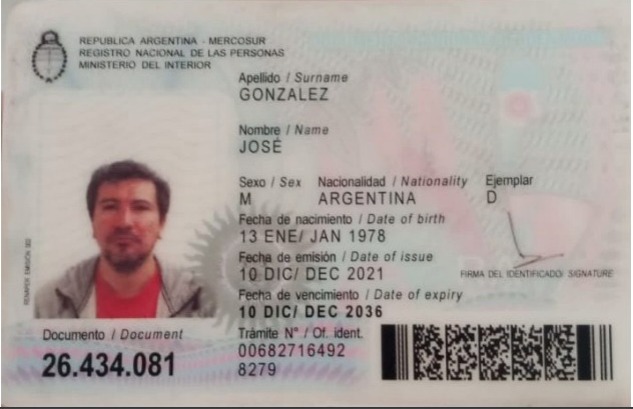 REPUBLICA ARGENTINA - MERCOSUR
REGISTRO NACIONAL DE LAS PERSONAS
MINISTERIO DEL INTERIOR
Apellido / Surname
GONZALEZ
Nombre / Name
JOSÉ
Sexo / Sex Nacionalidad / Nationality Ejemplar
M ARGENTINA D
Fecha de nacimiento / Date of birth
13 ENE/ JAN 1978
Fecha de emisión / Date of issue
10 DIC/ DEC 2021
FIRMA DEL IDENTIFICADO/ SIGNATURE
Fecha de vencimiento / Date of expiry
10 DIC/ DEC 2036
Documento / Document
26.434.081
Trámite N° / Of. ident.
00682716492
8279